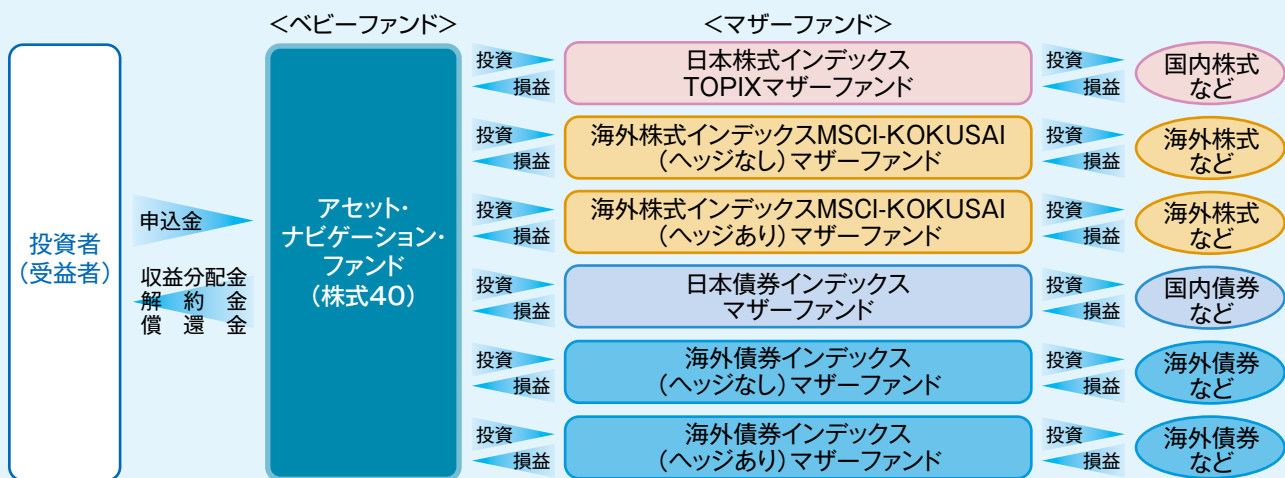 ＜ベビーファンド＞
＜マザーファンド＞
投資者
（受益者）
申込金
収益分配金
解約金
償還金
アセット・
ナビゲーション・
ファンド
（株式40）
投資
損益
日本株式インデックス
TOPIXマザーファンド
投資
損益
国内株式
など
投資
損益
海外株式インデックスMSCI-KOKUSAI
（ヘッジなし）マザーファンド
投資
損益
海外株式
など
投資
損益
海外株式インデックスMSCI-KOKUSAI
（ヘッジあり）マザーファンド
投資
損益
海外株式
など
投資
損益
日本債券インデックス
マザーファンド
投資
損益
国内債券
など
投資
損益
海外債券インデックス
（ヘッジなし）マザーファンド
投資
損益
海外債券
など
投資
損益
海外債券インデックス
（ヘッジあり）マザーファンド
投資
損益
海外債券
など